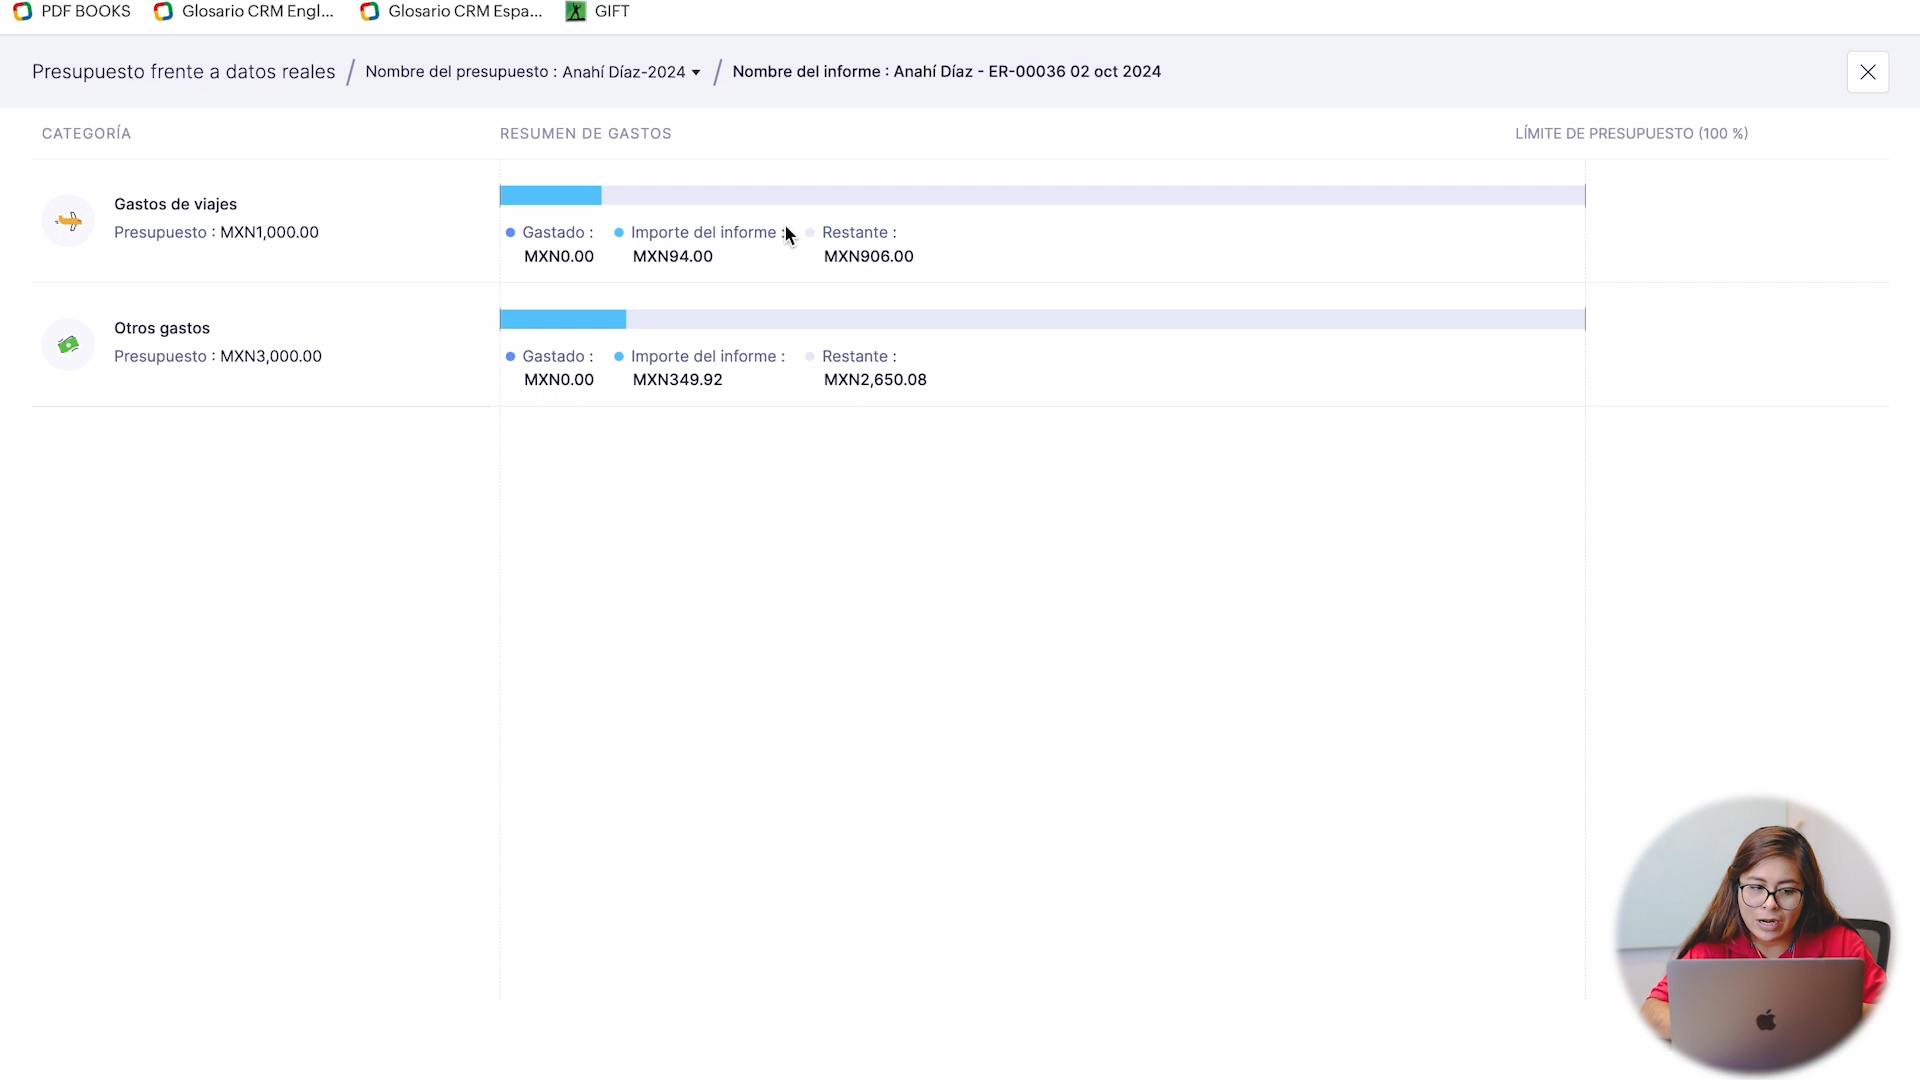 PDF BOOKS Glosario CRM Engl... Glosario CRM Espa... GIFT
Presupuesto frente a datos reales / Nombre del presupuesto : Anahí Díaz-2024 / Nombre del informe : Anahí Díaz - ER-00036 02 oct 2024
CATEGORÍA RESUMEN DE GASTOS LÍMITE DE PRESUPUESTO (100 %)
Gastos de viajes
Presupuesto : MXN1,000.00
Gastado : Importe del informe : Restante :
MXN0.00 MXN94.00 MXN906.00
Otros gastos
Presupuesto : MXN3,000.00
Gastado : Importe del informe : Restante :
MXN0.00 MXN349.92 MXN2,650.08